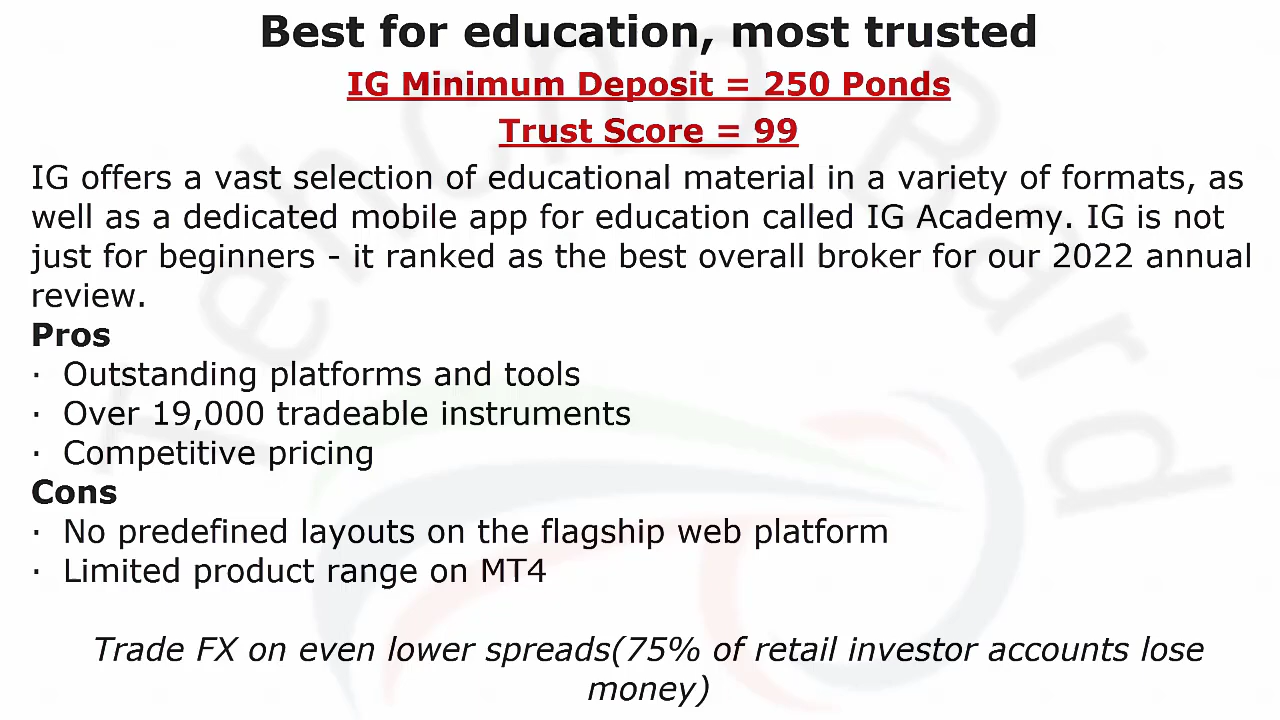 Best for education, most trusted
IG Minimum Deposit = 250 Ponds
Trust Score = 99
IG offers a vast selection of educational material in a variety of formats, as
well as a dedicated mobile app for education called IG Academy. IG is not
just for beginners - it ranked as the best overall broker for our 2022 annual
review.
Pros
· Outstanding platforms and tools
· Over 19,000 tradeable instruments
· Competitive pricing
Cons
· No predefined layouts on the flagship web platform
· Limited product range on MT4
Trade FX on even lower spreads(75% of retail investor accounts lose
money)
TeehCno Bard